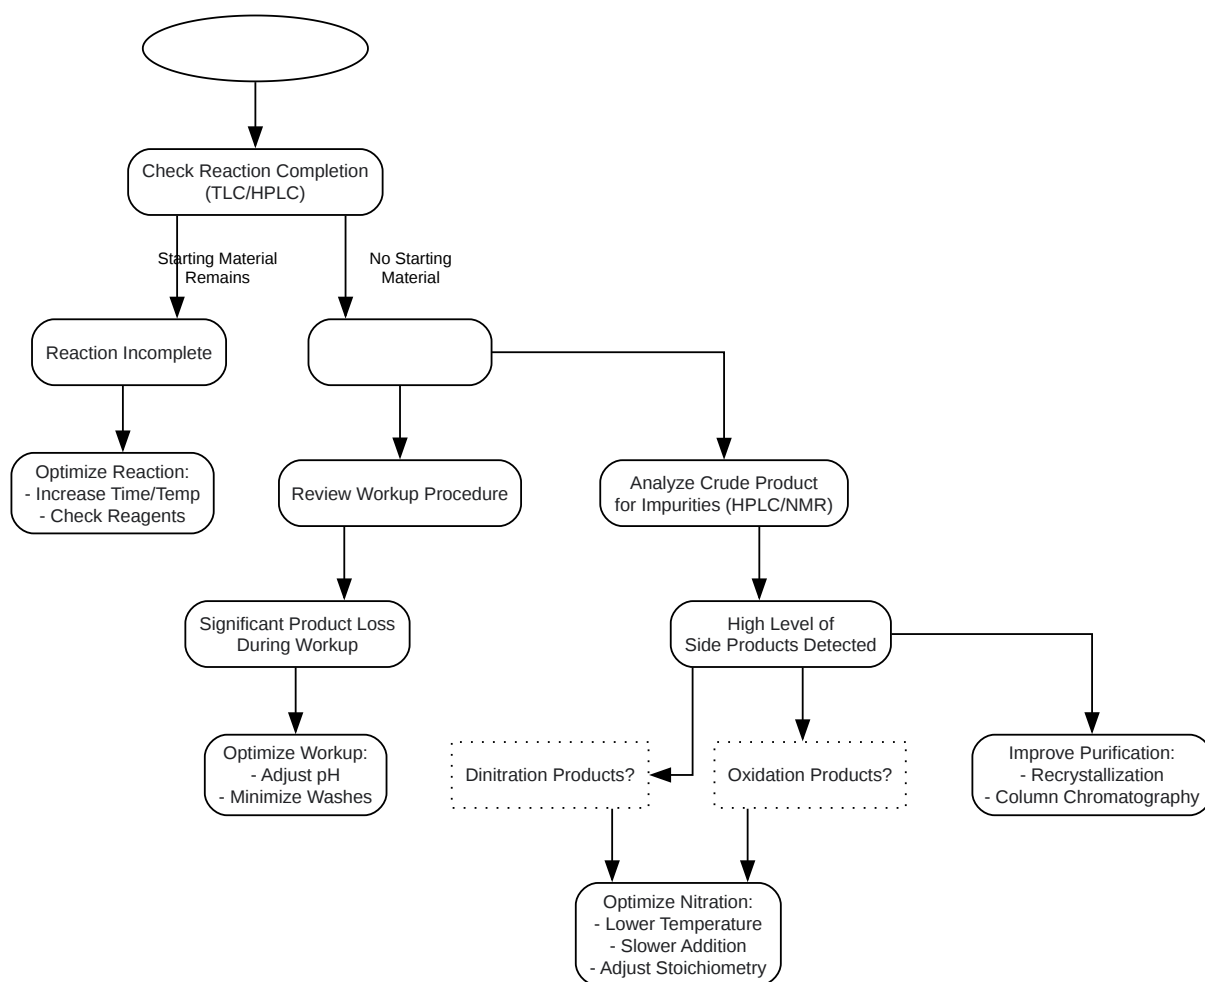 Check Reaction Completion
(TLC/HPLC)
Starting Material
Remains
No Starting
Material
Reaction Incomplete
Optimize Reaction:
- Increase Time/Temp
- Check Reagents
Review Workup Procedure
Analyze Crude Product
for Impurities (HPLC/NMR)
Significant Product Loss
During Workup
High Level of
Side Products Detected
Optimize Workup:
- Adjust pH
- Minimize Washes
Dinitration Products?
Oxidation Products?
Improve Purification:
- Recrystallization
- Column Chromatography
Optimize Nitration:
- Lower Temperature
- Slower Addition
- Adjust Stoichiometry